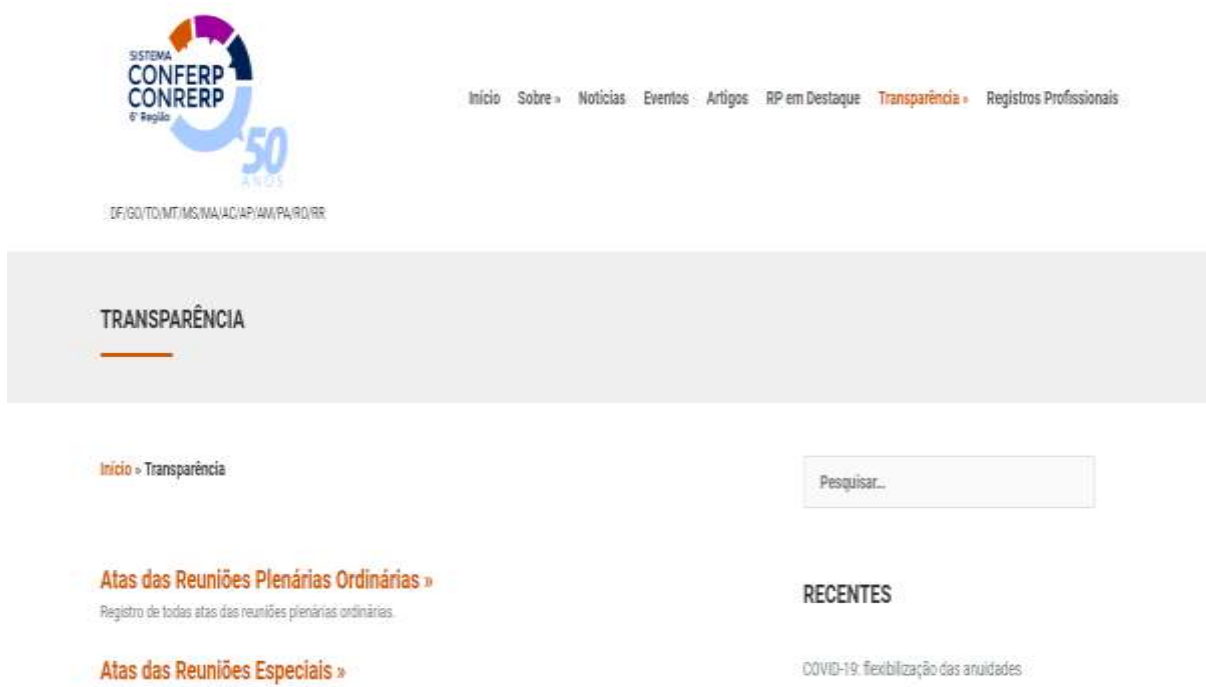 SISTEMA
CONFERP
CONRERP
6ª Região
50
ANOS
DF/GO/TO/MT/MS/MA/AC/AP/AM/PA/RO/RR
Início Sobre » Notícias Eventos Artigos RP em Destaque Transparência » Registros Profissionais
TRANSPARÊNCIA
Início » Transparência
Pesquisar...
Atas das Reuniões Plenárias Ordinárias »
Registro de todas atas das reuniões plenárias ordinárias.
RECENTES
Atas das Reuniões Especiais »
COVID-19: flexibilização das anuidades